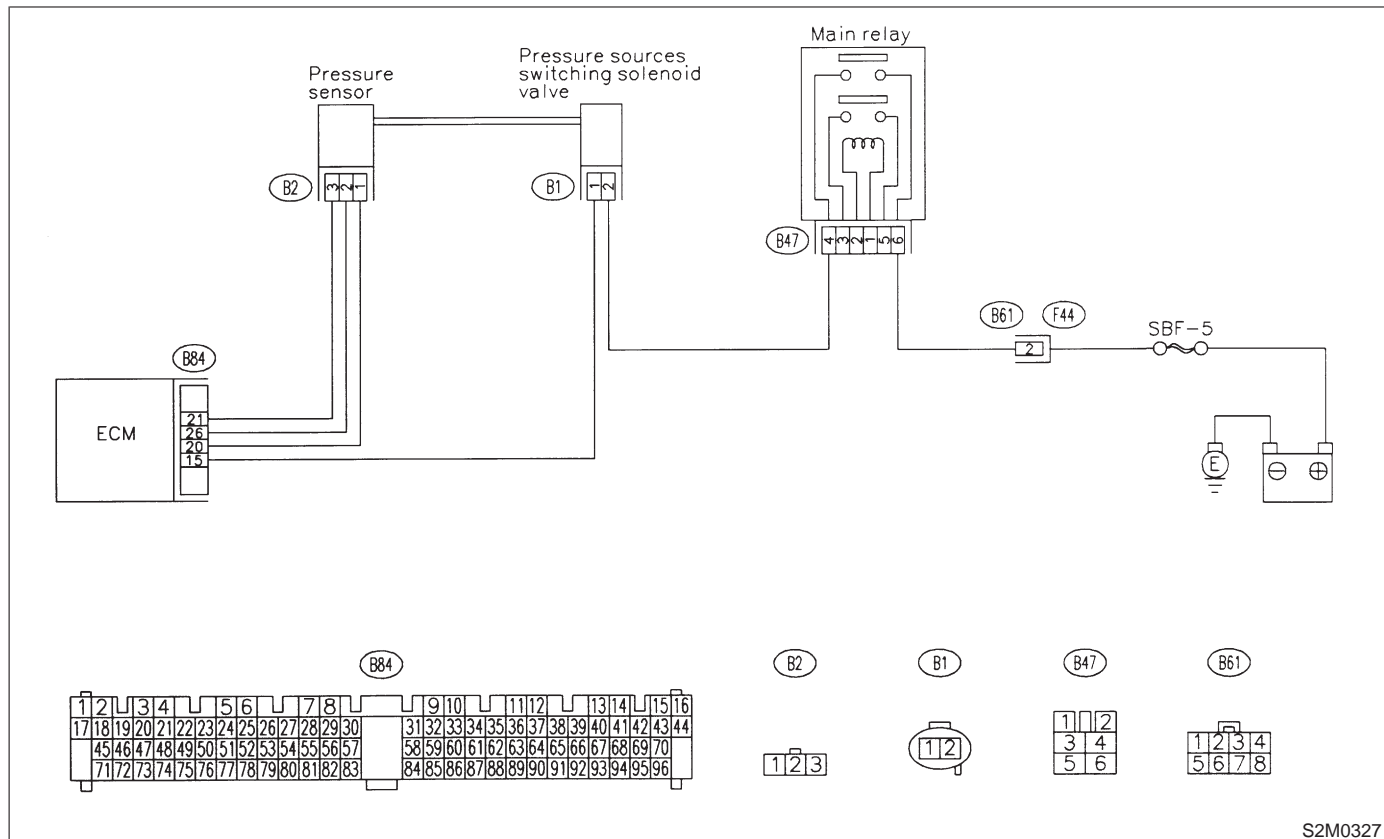 Main relay
Pressure sources
switching solenoid
valve
Pressure
sensor
B2
3 2 1
B1
1 2
B47
4 3 2 1 5 6
B61
F44
2
SBF-5
B84
ECM
21
26
20
15
E
B84
1 2 3 4 5 6 7 8 9 10 11 12 13 14 15 16
17 18 19 20 21 22 23 24 25 26 27 28 29 30 31 32 33 34 35 36 37 38 39 40 41 42 43 44
45 46 47 48 49 50 51 52 53 54 55 56 57 58 59 60 61 62 63 64 65 66 67 68 69 70
71 72 73 74 75 76 77 78 79 80 81 82 83 84 85 86 87 88 89 90 91 92 93 94 95 96
B2
1 2 3
B1
1 2
B47
1 2
3 4
5 6
B61
1 2 3 4
5 6 7 8
S2M0327